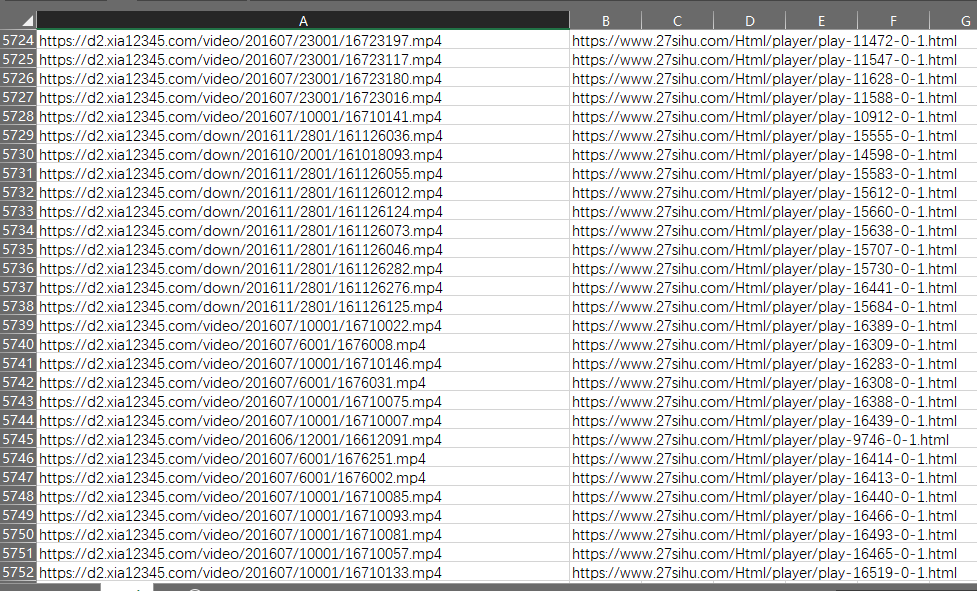 A B C D E F G
5724 https://d2.xia12345.com/video/201607/23001/16723197.mp4 https://www.27sihu.com/Html/player/play-11472-0-1.html
5725 https://d2.xia12345.com/video/201607/23001/16723117.mp4 https://www.27sihu.com/Html/player/play-11547-0-1.html
5726 https://d2.xia12345.com/video/201607/23001/16723180.mp4 https://www.27sihu.com/Html/player/play-11628-0-1.html
5727 https://d2.xia12345.com/video/201607/23001/16723016.mp4 https://www.27sihu.com/Html/player/play-11588-0-1.html
5728 https://d2.xia12345.com/video/201607/10001/16710141.mp4 https://www.27sihu.com/Html/player/play-10912-0-1.html
5729 https://d2.xia12345.com/down/201611/2801/161126036.mp4 https://www.27sihu.com/Html/player/play-15555-0-1.html
5730 https://d2.xia12345.com/down/201610/2001/161018093.mp4 https://www.27sihu.com/Html/player/play-14598-0-1.html
5731 https://d2.xia12345.com/down/201611/2801/161126055.mp4 https://www.27sihu.com/Html/player/play-15583-0-1.html
5732 https://d2.xia12345.com/down/201611/2801/161126012.mp4 https://www.27sihu.com/Html/player/play-15612-0-1.html
5733 https://d2.xia12345.com/down/201611/2801/161126124.mp4 https://www.27sihu.com/Html/player/play-15660-0-1.html
5734 https://d2.xia12345.com/down/201611/2801/161126073.mp4 https://www.27sihu.com/Html/player/play-15638-0-1.html
5735 https://d2.xia12345.com/down/201611/2801/161126046.mp4 https://www.27sihu.com/Html/player/play-15707-0-1.html
5736 https://d2.xia12345.com/down/201611/2801/161126282.mp4 https://www.27sihu.com/Html/player/play-15730-0-1.html
5737 https://d2.xia12345.com/down/201611/2801/161126276.mp4 https://www.27sihu.com/Html/player/play-16441-0-1.html
5738 https://d2.xia12345.com/down/201611/2801/161126125.mp4 https://www.27sihu.com/Html/player/play-15684-0-1.html
5739 https://d2.xia12345.com/video/201607/10001/16710022.mp4 https://www.27sihu.com/Html/player/play-16389-0-1.html
5740 https://d2.xia12345.com/video/201607/6001/1676008.mp4 https://www.27sihu.com/Html/player/play-16309-0-1.html
5741 https://d2.xia12345.com/video/201607/10001/16710146.mp4 https://www.27sihu.com/Html/player/play-16283-0-1.html
5742 https://d2.xia12345.com/video/201607/6001/1676031.mp4 https://www.27sihu.com/Html/player/play-16308-0-1.html
5743 https://d2.xia12345.com/video/201607/10001/16710075.mp4 https://www.27sihu.com/Html/player/play-16388-0-1.html
5744 https://d2.xia12345.com/video/201607/10001/16710007.mp4 https://www.27sihu.com/Html/player/play-16439-0-1.html
5745 https://d2.xia12345.com/video/201606/12001/16612091.mp4 https://www.27sihu.com/Html/player/play-9746-0-1.html
5746 https://d2.xia12345.com/video/201607/6001/1676251.mp4 https://www.27sihu.com/Html/player/play-16414-0-1.html
5747 https://d2.xia12345.com/video/201607/6001/1676002.mp4 https://www.27sihu.com/Html/player/play-16413-0-1.html
5748 https://d2.xia12345.com/video/201607/10001/16710085.mp4 https://www.27sihu.com/Html/player/play-16440-0-1.html
5749 https://d2.xia12345.com/video/201607/10001/16710093.mp4 https://www.27sihu.com/Html/player/play-16466-0-1.html
5750 https://d2.xia12345.com/video/201607/10001/16710081.mp4 https://www.27sihu.com/Html/player/play-16493-0-1.html
5751 https://d2.xia12345.com/video/201607/10001/16710057.mp4 https://www.27sihu.com/Html/player/play-16465-0-1.html
5752 https://d2.xia12345.com/video/201607/10001/16710133.mp4 https://www.27sihu.com/Html/player/play-16519-0-1.html